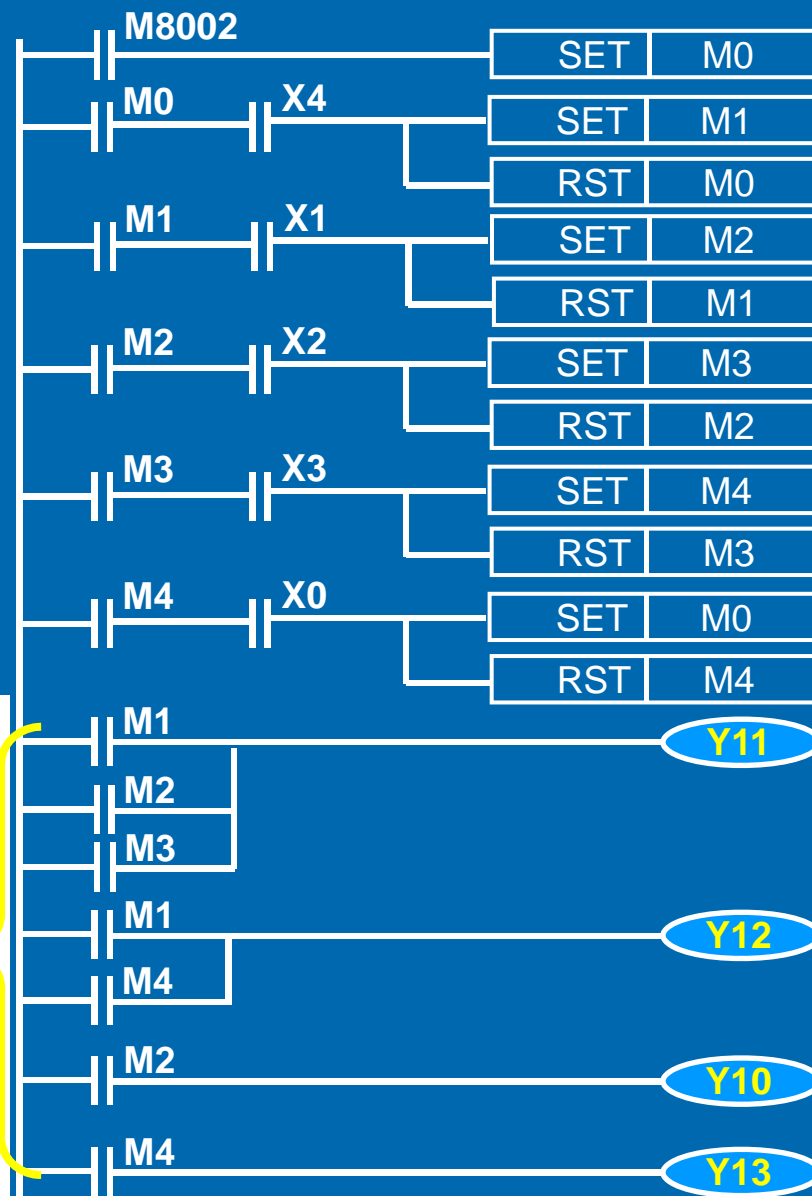 M8002
SET M0
M0 X4
SET M1
RST M0
M1 X1
SET M2
RST M1
M2 X2
SET M3
RST M2
M3 X3
SET M4
RST M3
M4 X0
SET M0
RST M4
M1
Y11
M2
M3
M1
Y12
M4
M2
Y10
M4
Y13